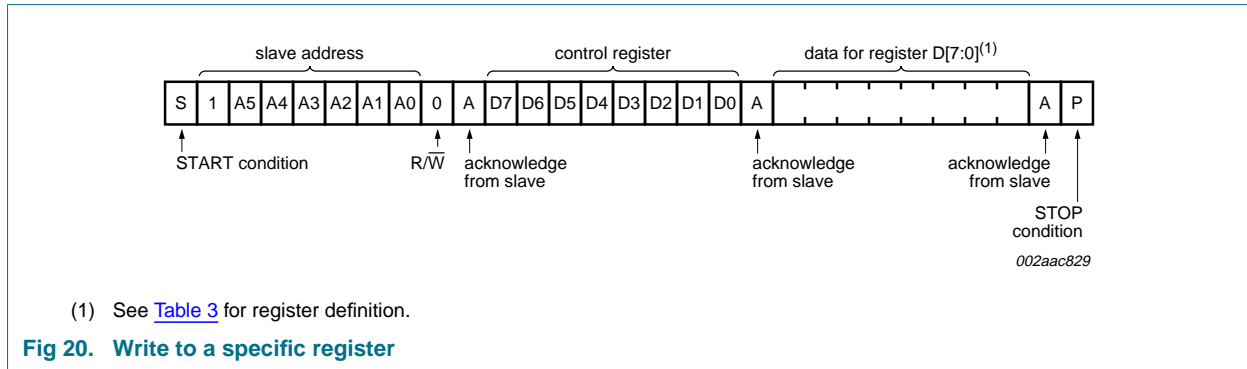 slave address control register data for register D[7:0](1)
S 1 A5 A4 A3 A2 A1 A0 0 A D7 D6 D5 D4 D3 D2 D1 D0 A A P
START condition R/W̅ acknowledge acknowledge acknowledge
from slave from slave from slave
STOP
condition
002aac829
(1) See Table 3 for register definition.
Fig 20. Write to a specific register